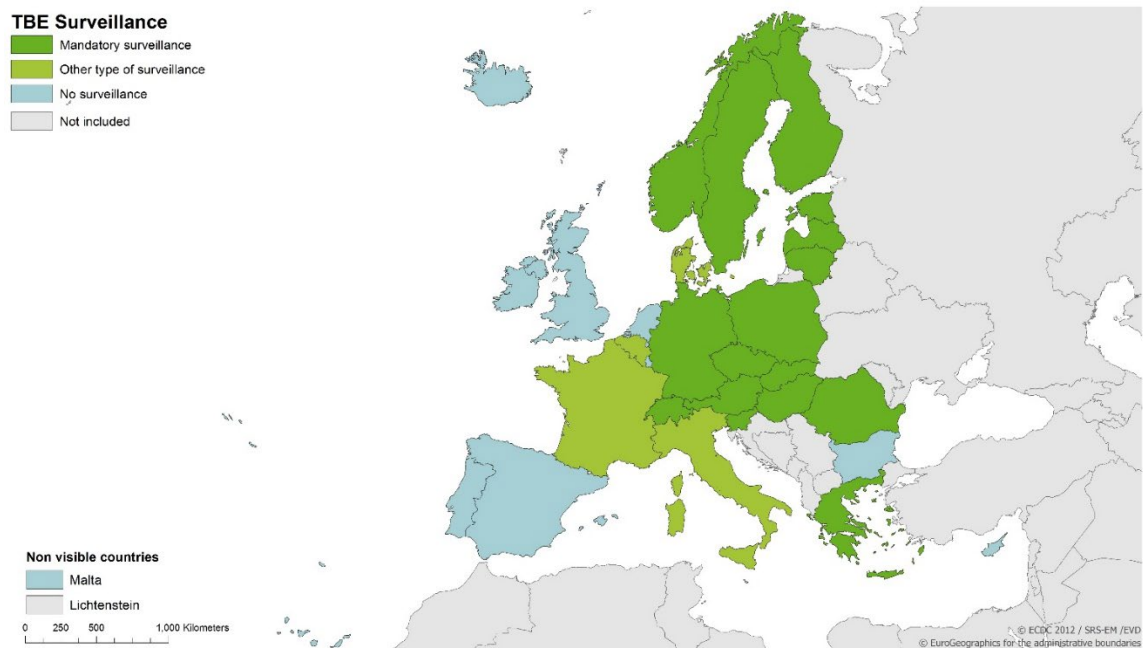 TBE Surveillance
Mandatory surveillance
Other type of surveillance
No surveillance
Not included
Non visible countries
Malta
Lichtenstein
0 250 500 1,000 Kilometers
© ECDC 2012 / SRS-EM /EVD
© EuroGeographics for the administrative boundaries